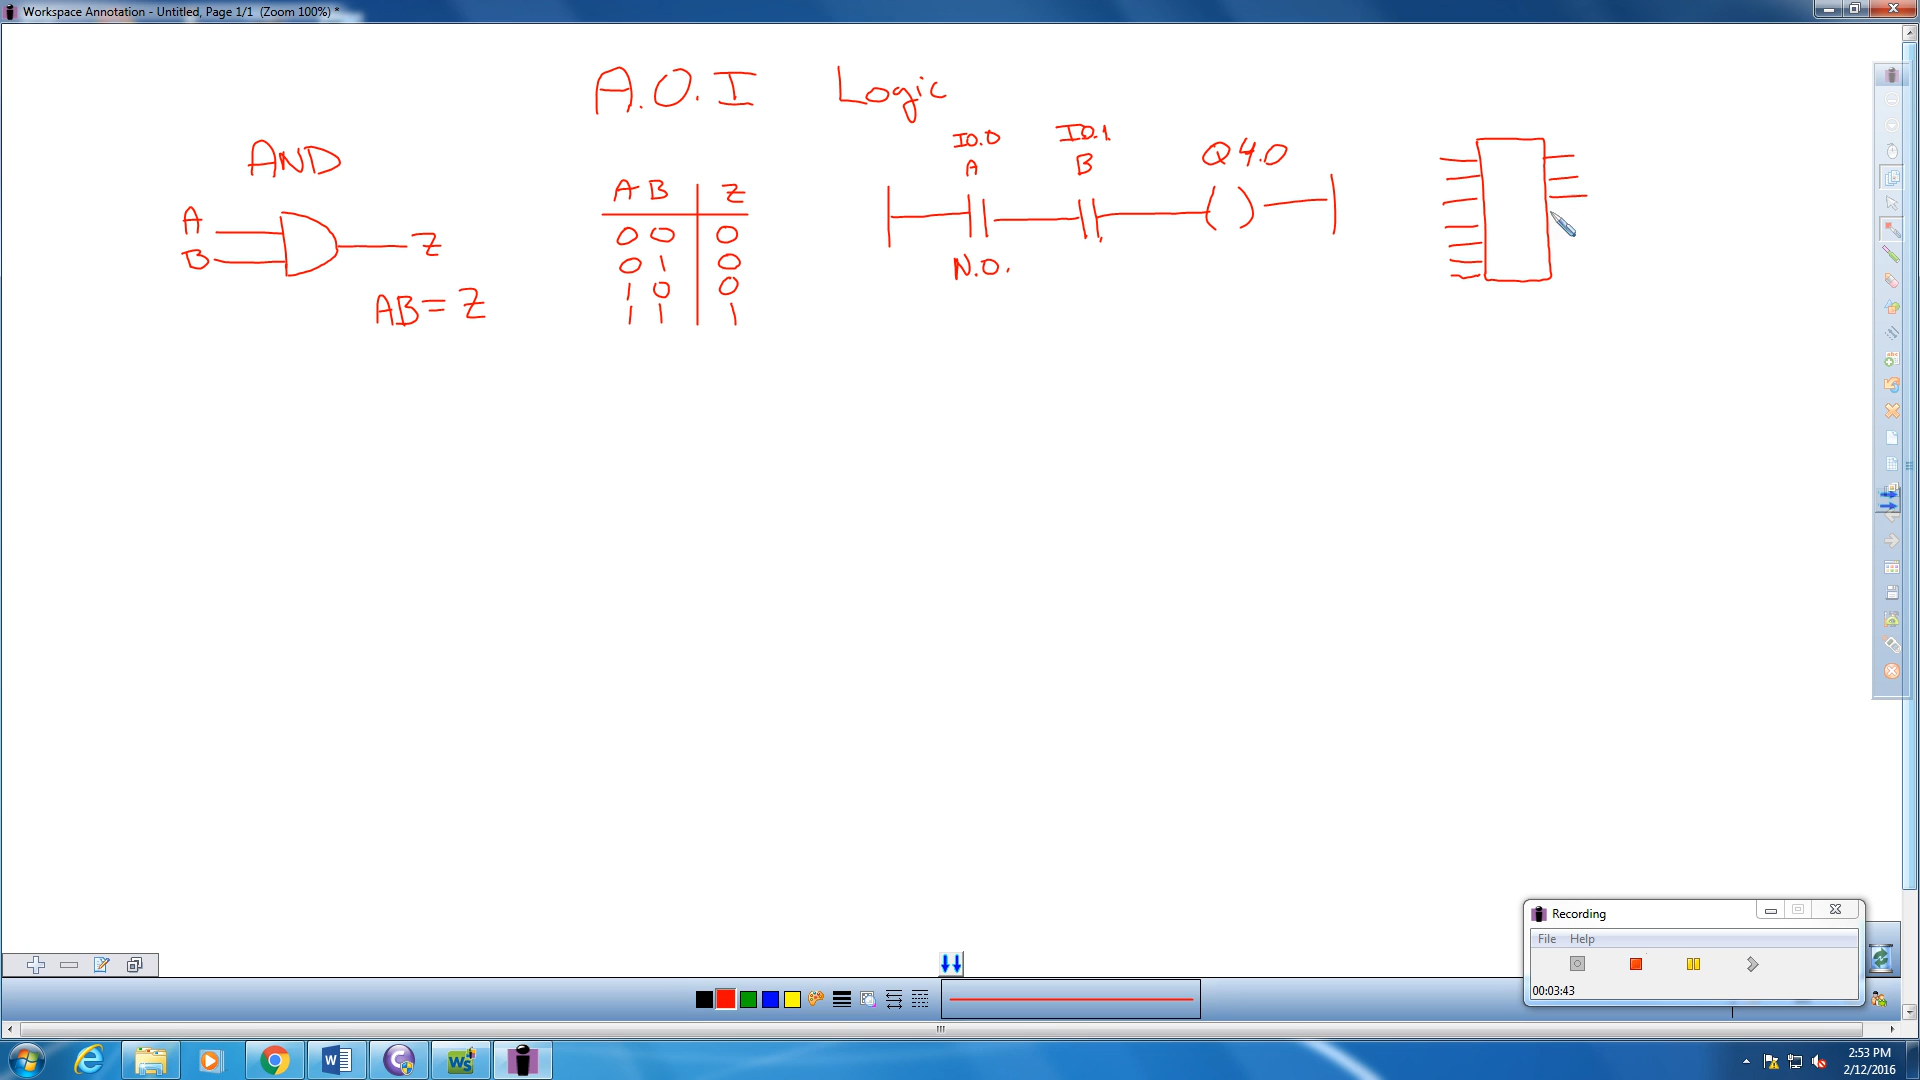 Workspace Annotation - Untitled, Page 1/1 (Zoom 100%) *
A.O.I Logic
AND
A
B
Z
AB = Z
A B Z
0 0 0
0 1 0
1 0 0
1 1 1
I0.0
A
I0.1
B
Q 4.0
N.O.
Recording
File Help
00:03:43
2:53 PM
2/12/2016